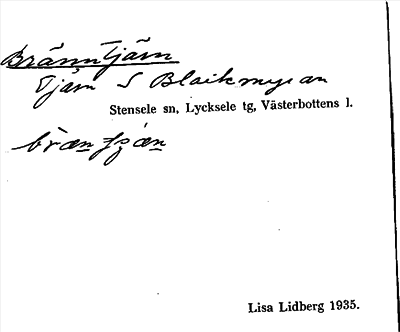 Bränntjärn
Tjärn S Blaikmyran
Stensele sn, Lycksele tg, Västerbottens l.
Lisa Lidberg 1935.